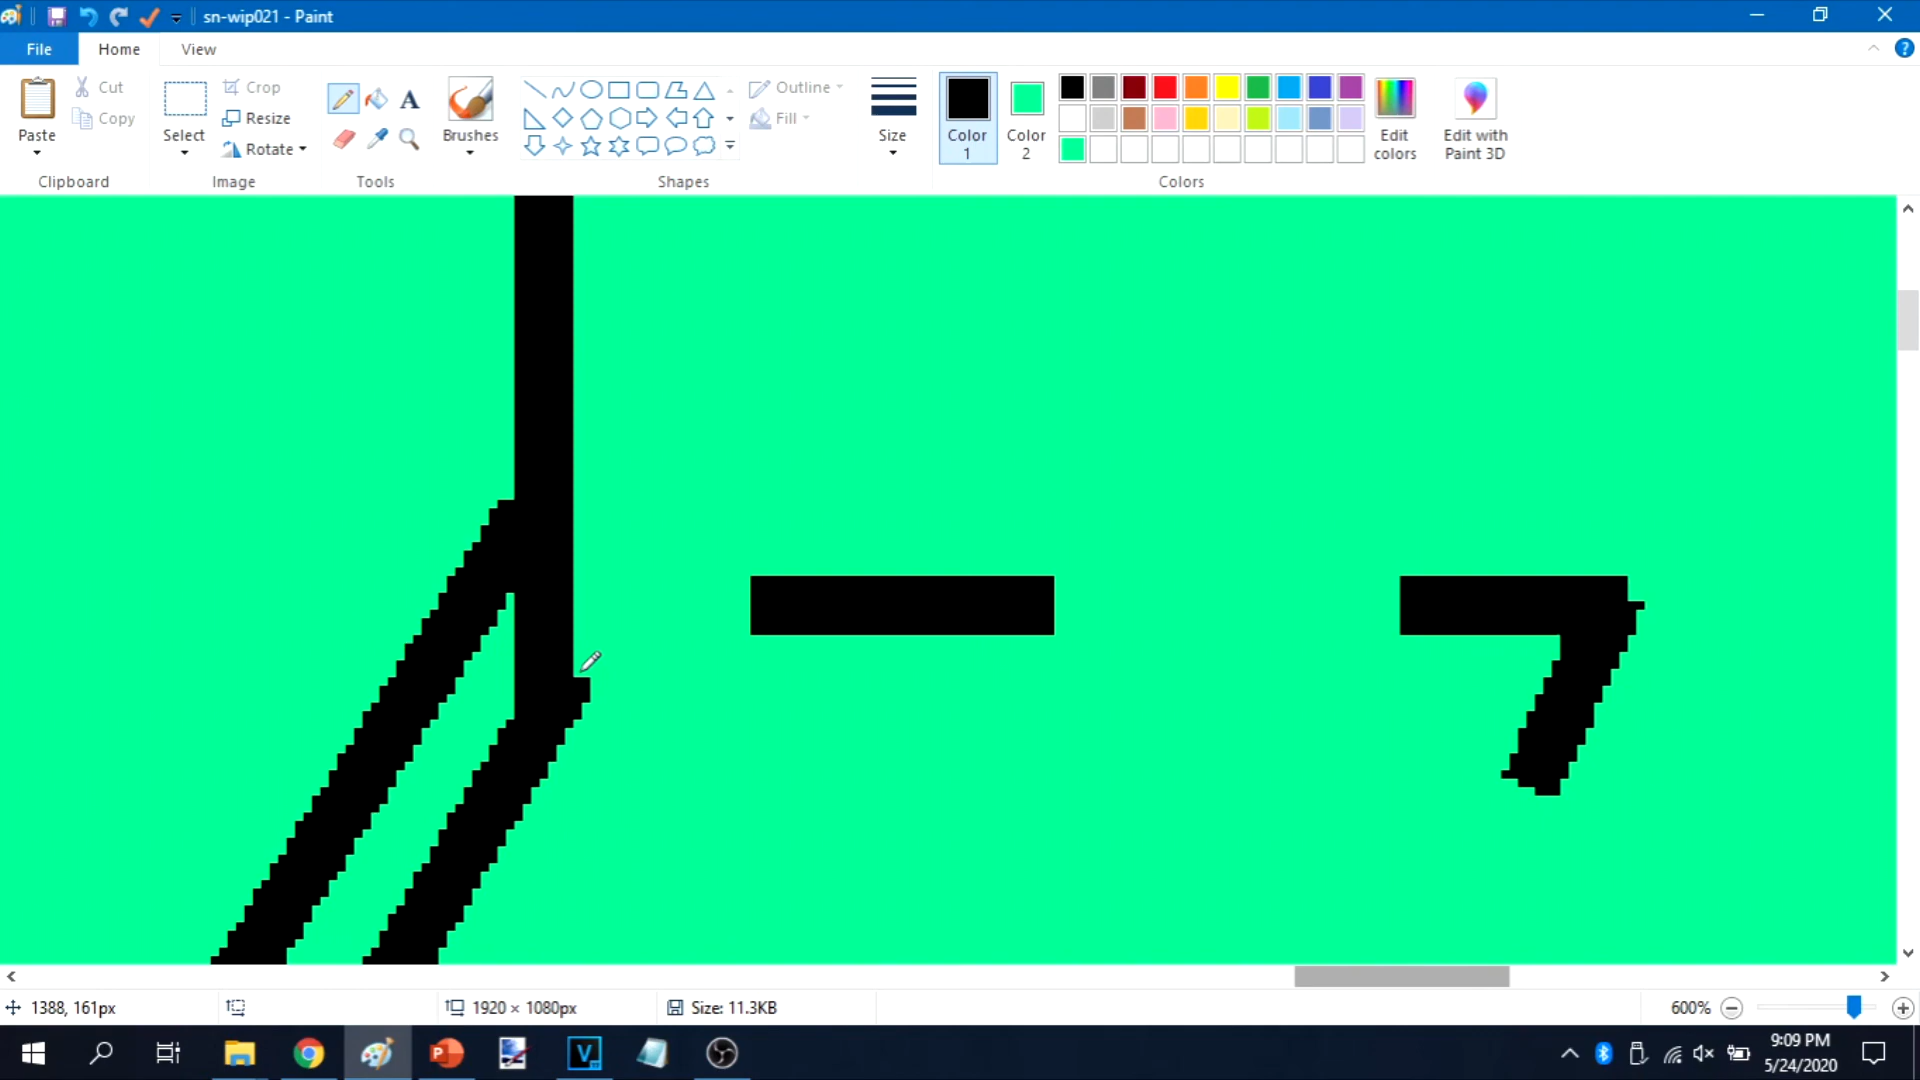 sn-wip021 - Paint
File Home View
Paste
Cut
Copy
Clipboard
Select
Crop
Resize
Rotate
Image
A
Tools
Brushes
Outline
Fill
Shapes
Size
Color 1
Color 2
Edit colors
Edit with Paint 3D
Colors
1388, 161px
1920 × 1080px
Size: 11.3KB
600%
9:09 PM
5/24/2020